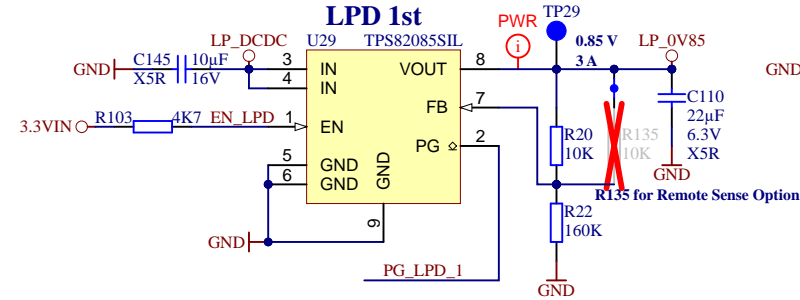 LPD 1st
PWR
TP29
LP_DCDC
U29
TPS82085SIL
0.85 V
3 A
LP_0V85
C145
10µF
X5R
16V
GND
3
IN
4
IN
VOUT
8
GND
C110
22µF
6.3V
X5R
GND
FB
7
3.3VIN
R103
4K7
EN_LPD
1
EN
PG
2
R20
10K
R135
10K
5
GND
6
GND
GND
9
R135 for Remote Sense Option
R22
160K
GND
PG_LPD_1
GND